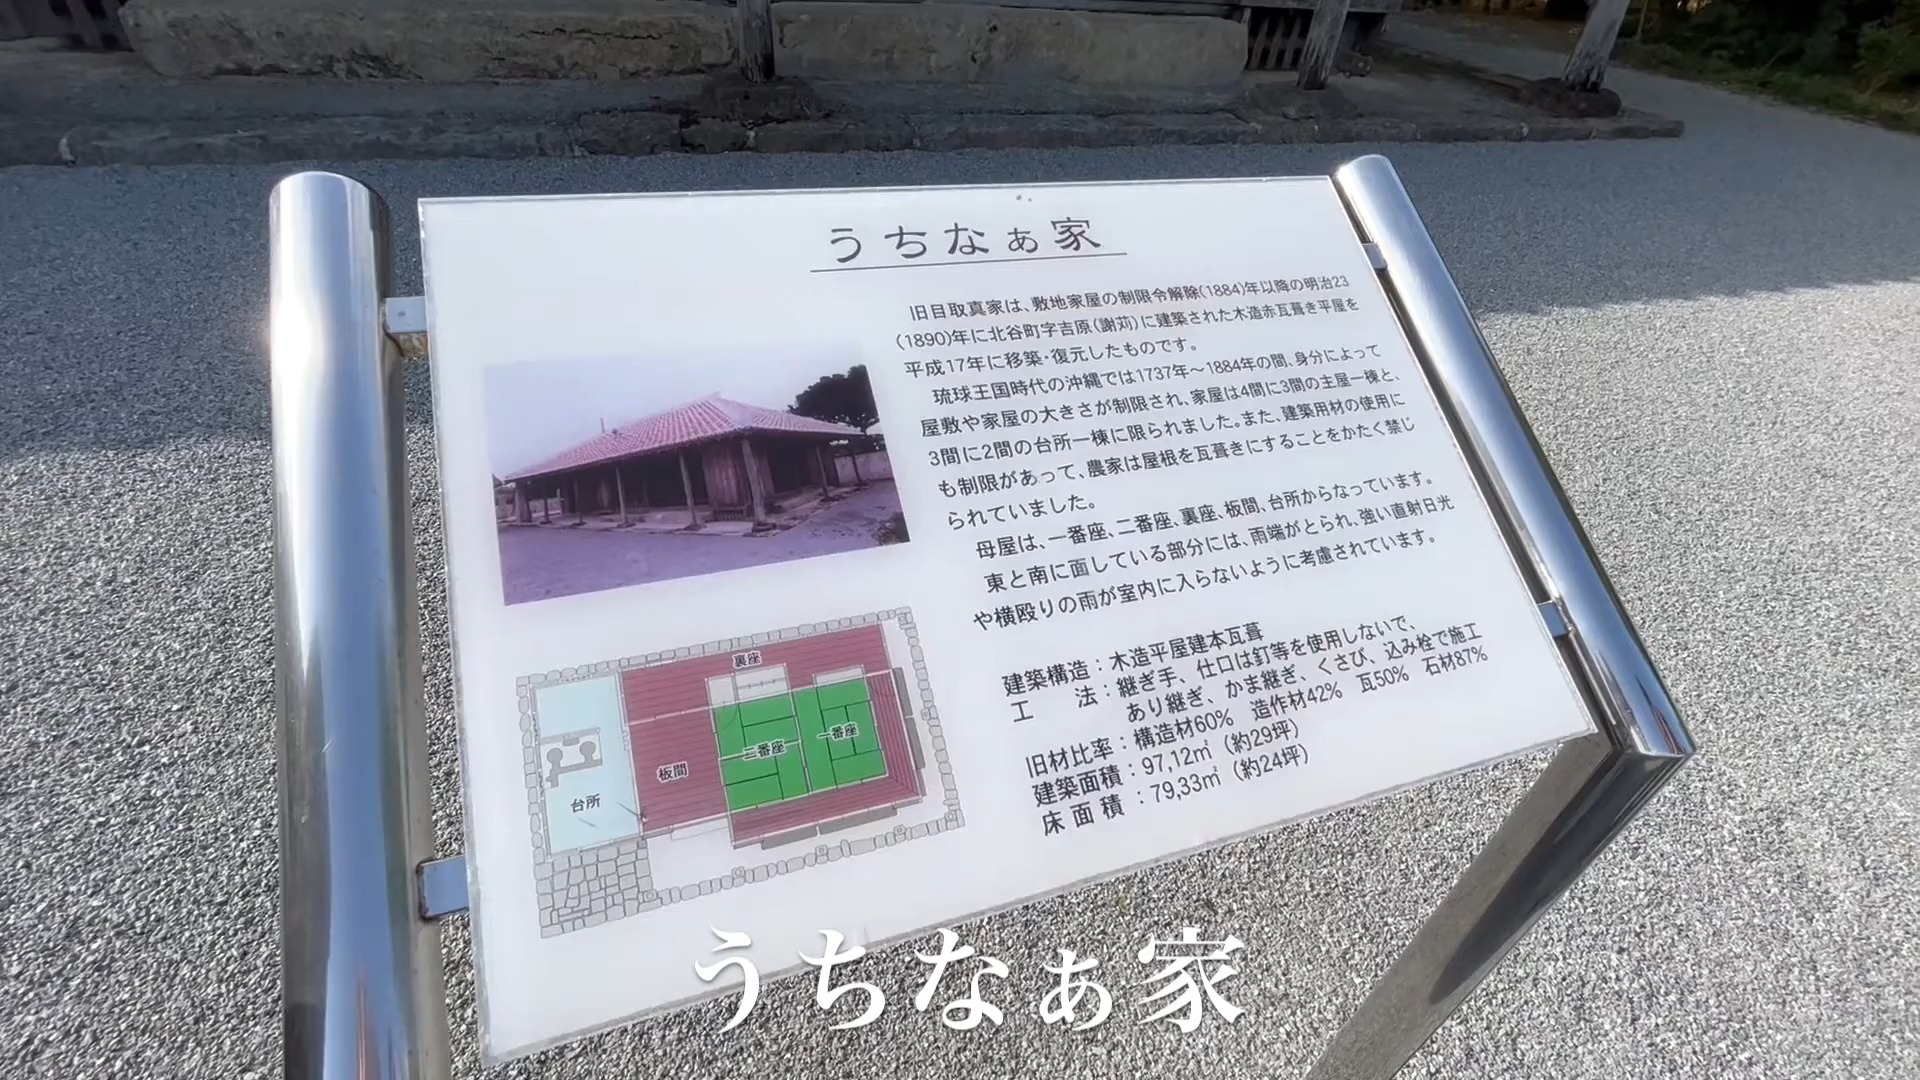 うちなぁ家
旧目取真家は、敷地家屋の制限令解除(1884)年以降の明治23
(1890)年に北谷町字吉原(謝苅)に建築された木造赤瓦葺き平屋を
平成17年に移築・復元したものです。
琉球王国時代の沖縄では1737年～1884年の間、身分によって
屋敷や家屋の大きさが制限され、家屋は4間に3間の主屋一棟と、
3間に2間の台所一棟に限られました。また、建築用材の使用に
も制限があって、農家は屋根を瓦葺きにすることをかたく禁じ
られていました。
母屋は、一番座、二番座、裏座、板間、台所からなっています。
東と南に面している部分には、雨端がとられ、強い直射日光
や横殴りの雨が室内に入らないように考慮されています。
建築構造：木造平屋建本瓦葺
工　　法：継ぎ手、仕口は釘等を使用しないで、
あり継ぎ、かま継ぎ、くさび、込み栓で施工
旧材比率：構造材60%　造作材42%　瓦50%　石材87%
建築面積：97,12㎡（約29坪）
床 面 積：79,33㎡（約24坪）
裏座
二番座
一番座
板間
台所
うちなぁ家